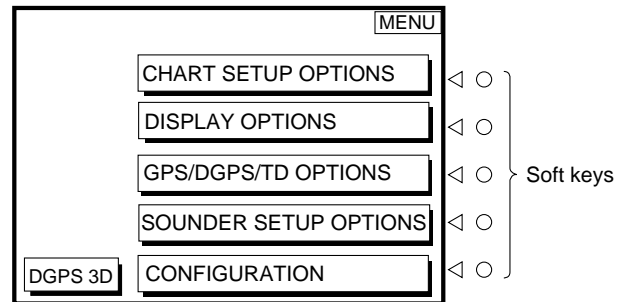 MENU
CHART SETUP OPTIONS
DISPLAY OPTIONS
GPS/DGPS/TD OPTIONS
Soft keys
SOUNDER SETUP OPTIONS
DGPS 3D
CONFIGURATION